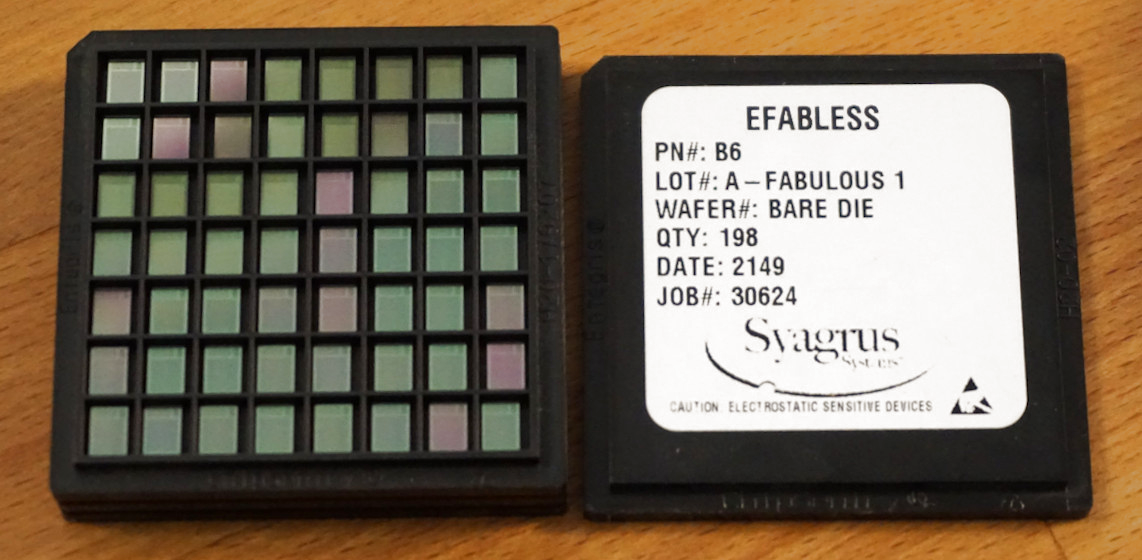 EFABLESS
PN#: B6
LOT#: A-FABULOUS 1
WAFER#: BARE DIE
QTY: 198
DATE: 2149
JOB#: 30624
Syagrus
Systems
CAUTION: ELECTROSTATIC SENSITIVE DEVICES